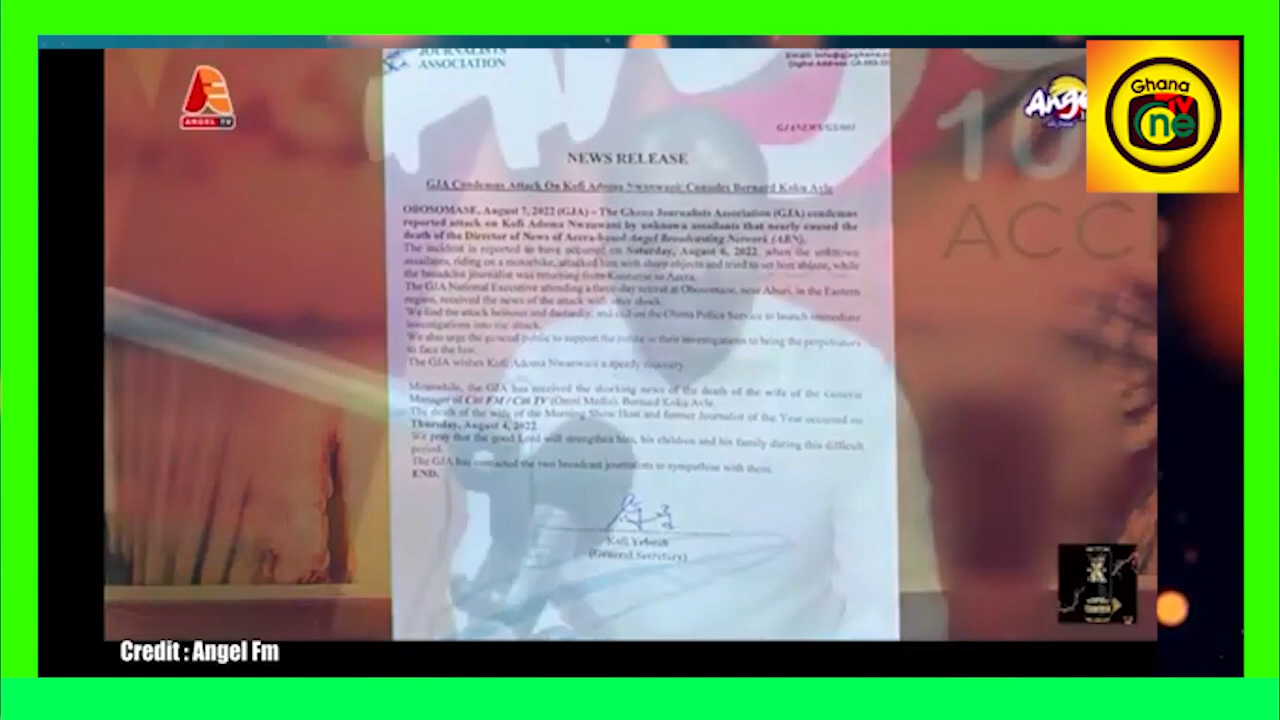 JOURNALISTS
ASSOCIATION
ANGEL TV
Ange
Ghana
TV
One
10
ACC
NEWS RELEASE
GJA Condemns Attack On Kofi Adoma Nwanwani; Consoles Bernard Koku Avle
OBOSOMASE, August 7, 2022 (GJA) – The Ghana Journalists Association (GJA) condemns
reported attack on Kofi Adoma Nwanwani by unknown assailants that nearly caused the
death of the Director of News of Accra-based Angel Broadcasting Network (ABN).
The incident is reported to have occurred on Saturday, August 6, 2022, when the unknown
assailants, riding on a motorbike, attacked him with sharp objects and tried to set him ablaze, while
the broadcast journalist was returning from to Accra.
The GJA National Executive attending a three-day retreat at Obosomase, near Aburi, in the Eastern
region, received the news of the attack with utter shock.
We find the attack heinous and dastardly, and call on the Ghana Police Service to launch immediate
investigations into the attack.
We also urge the general public to support the police in their investigations to bring the perpetrators
to face the law.
The GJA wishes Kofi Adoma Nwanwani a speedy recovery.
Meanwhile, the GJA has received the shocking news of the death of the wife of the General
Manager of Citi FM / Citi TV (Omni Media), Bernard Koku Avle.
The death of the wife of the Morning Show Host and former Journalist of the Year occurred on
Thursday, August 4, 2022.
We pray that the good Lord will strengthen him, his children and his family during this difficult
period.
The GJA has contacted the two broadcast journalists to sympathise with them.
END.
Kofi Yeboah
(General Secretary)
Credit : Angel Fm